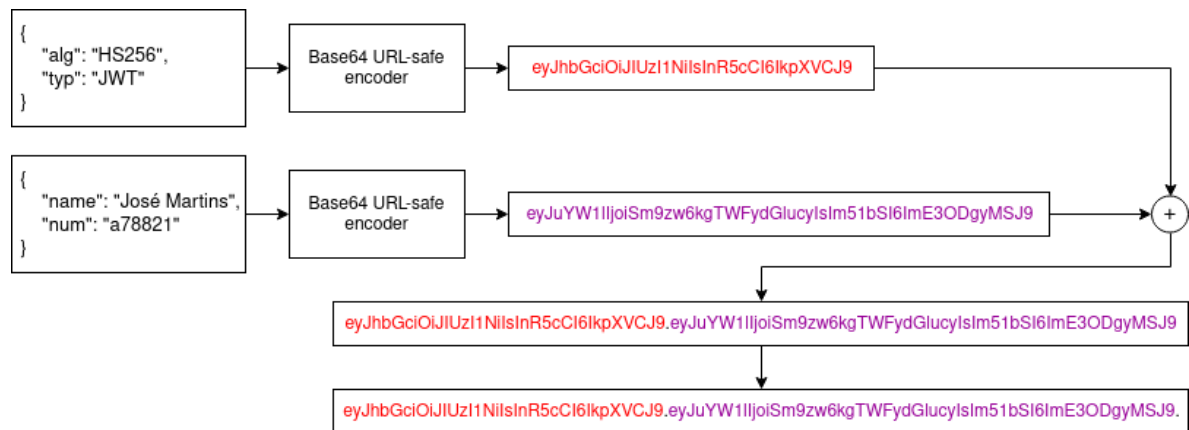 {
"alg": "HS256",
"typ": "JWT"
}
Base64 URL-safe
encoder
eyJhbGciOiJIUzI1NiIsInR5cCI6IkpXVCJ9
{
"name": "José Martins",
"num": "a78821"
}
Base64 URL-safe
encoder
eyJuYW1lIjoiSm9zw6kgTWFydGlucyIsIm51bSI6ImE3ODgyMSJ9
+
eyJhbGciOiJIUzI1NiIsInR5cCI6IkpXVCJ9.eyJuYW1lIjoiSm9zw6kgTWFydGlucyIsIm51bSI6ImE3ODgyMSJ9
eyJhbGciOiJIUzI1NiIsInR5cCI6IkpXVCJ9.eyJuYW1lIjoiSm9zw6kgTWFydGlucyIsIm51bSI6ImE3ODgyMSJ9.